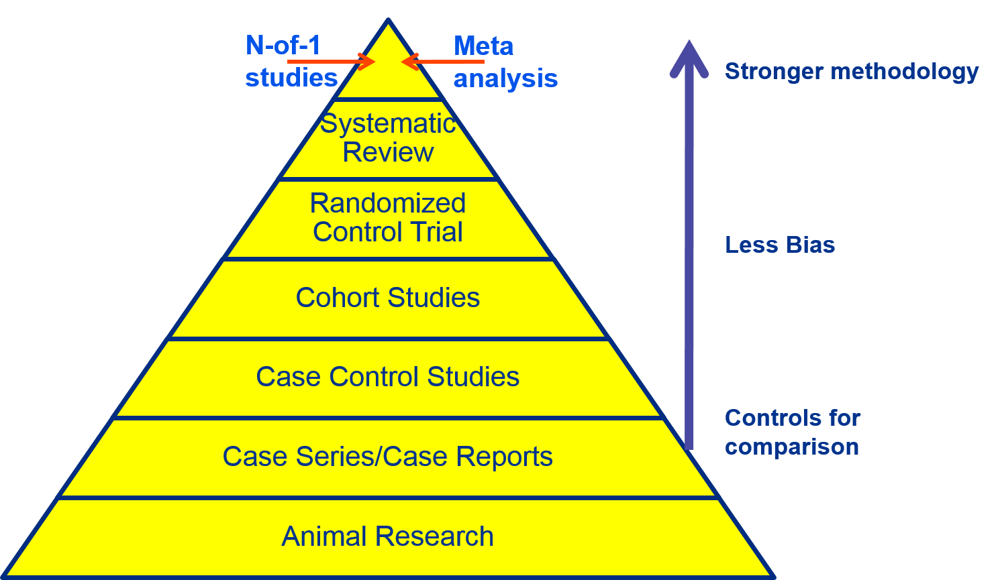 N-of-1
studies
Meta
analysis
Systematic
Review
Randomized
Control Trial
Cohort Studies
Case Control Studies
Case Series/Case Reports
Animal Research
Stronger methodology
Less Bias
Controls for
comparison